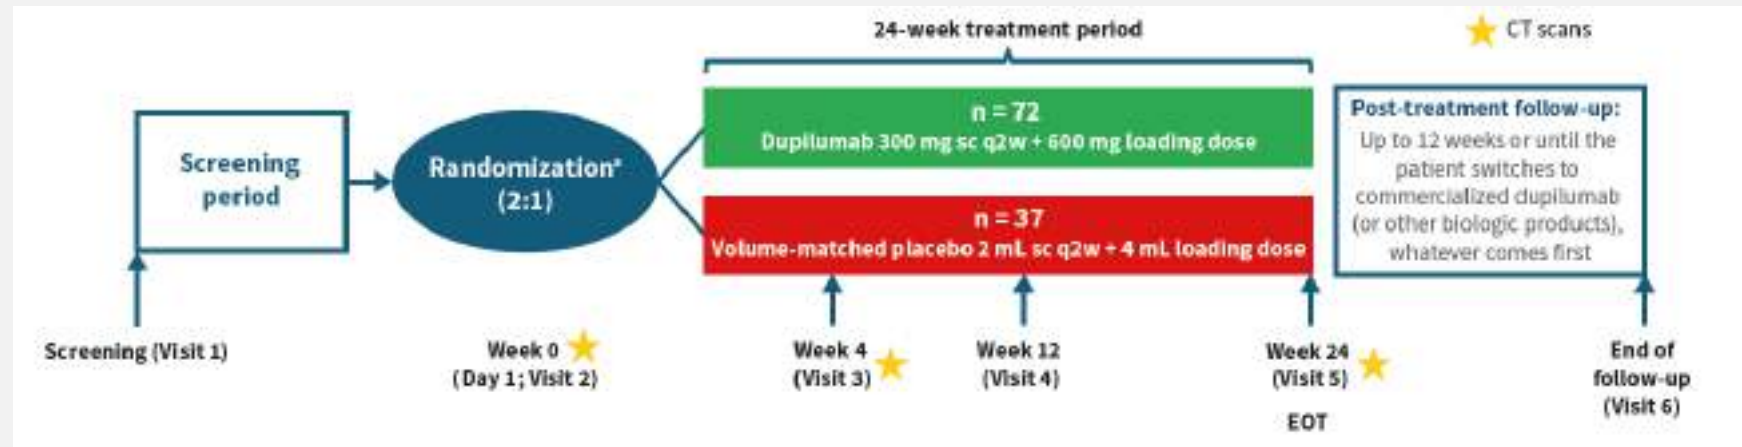 24-week treatment period
CT scans
Screening
period
Randomization*
(2:1)
n = 72
Dupilumab 300 mg sc q2w + 600 mg loading dose
n = 37
Volume-matched placebo 2 mL sc q2w + 4 mL loading dose
Post-treatment follow-up:
Up to 12 weeks or until the
patient switches to
commercialized dupilumab
(or other biologic products),
whatever comes first
Screening (Visit 1)
Week 0
(Day 1; Visit 2)
Week 4
(Visit 3)
Week 12
(Visit 4)
Week 24
(Visit 5)
EOT
End of
follow-up
(Visit 6)